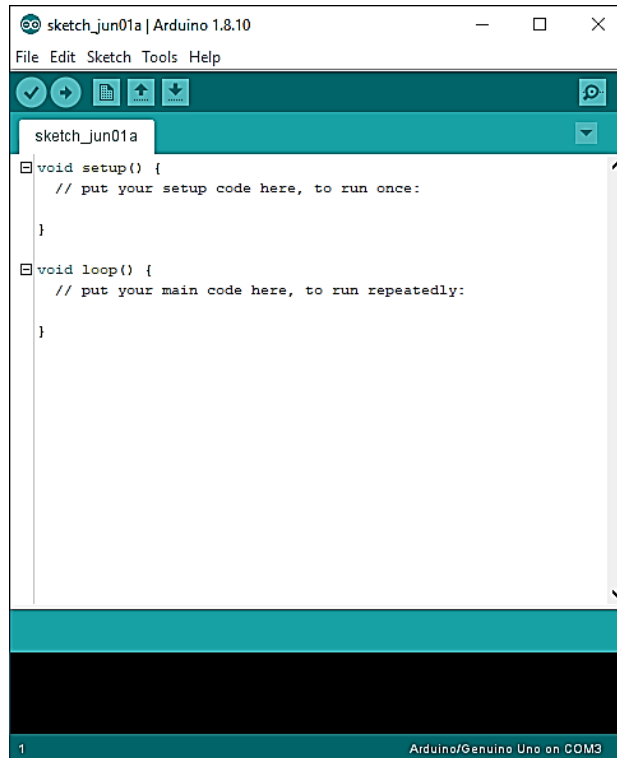 sketch_jun01a | Arduino 1.8.10
File Edit Sketch Tools Help
sketch_jun01a
void setup() {
  // put your setup code here, to run once:
}
void loop() {
  // put your main code here, to run repeatedly:
}
1
Arduino/Genuino Uno on COM3